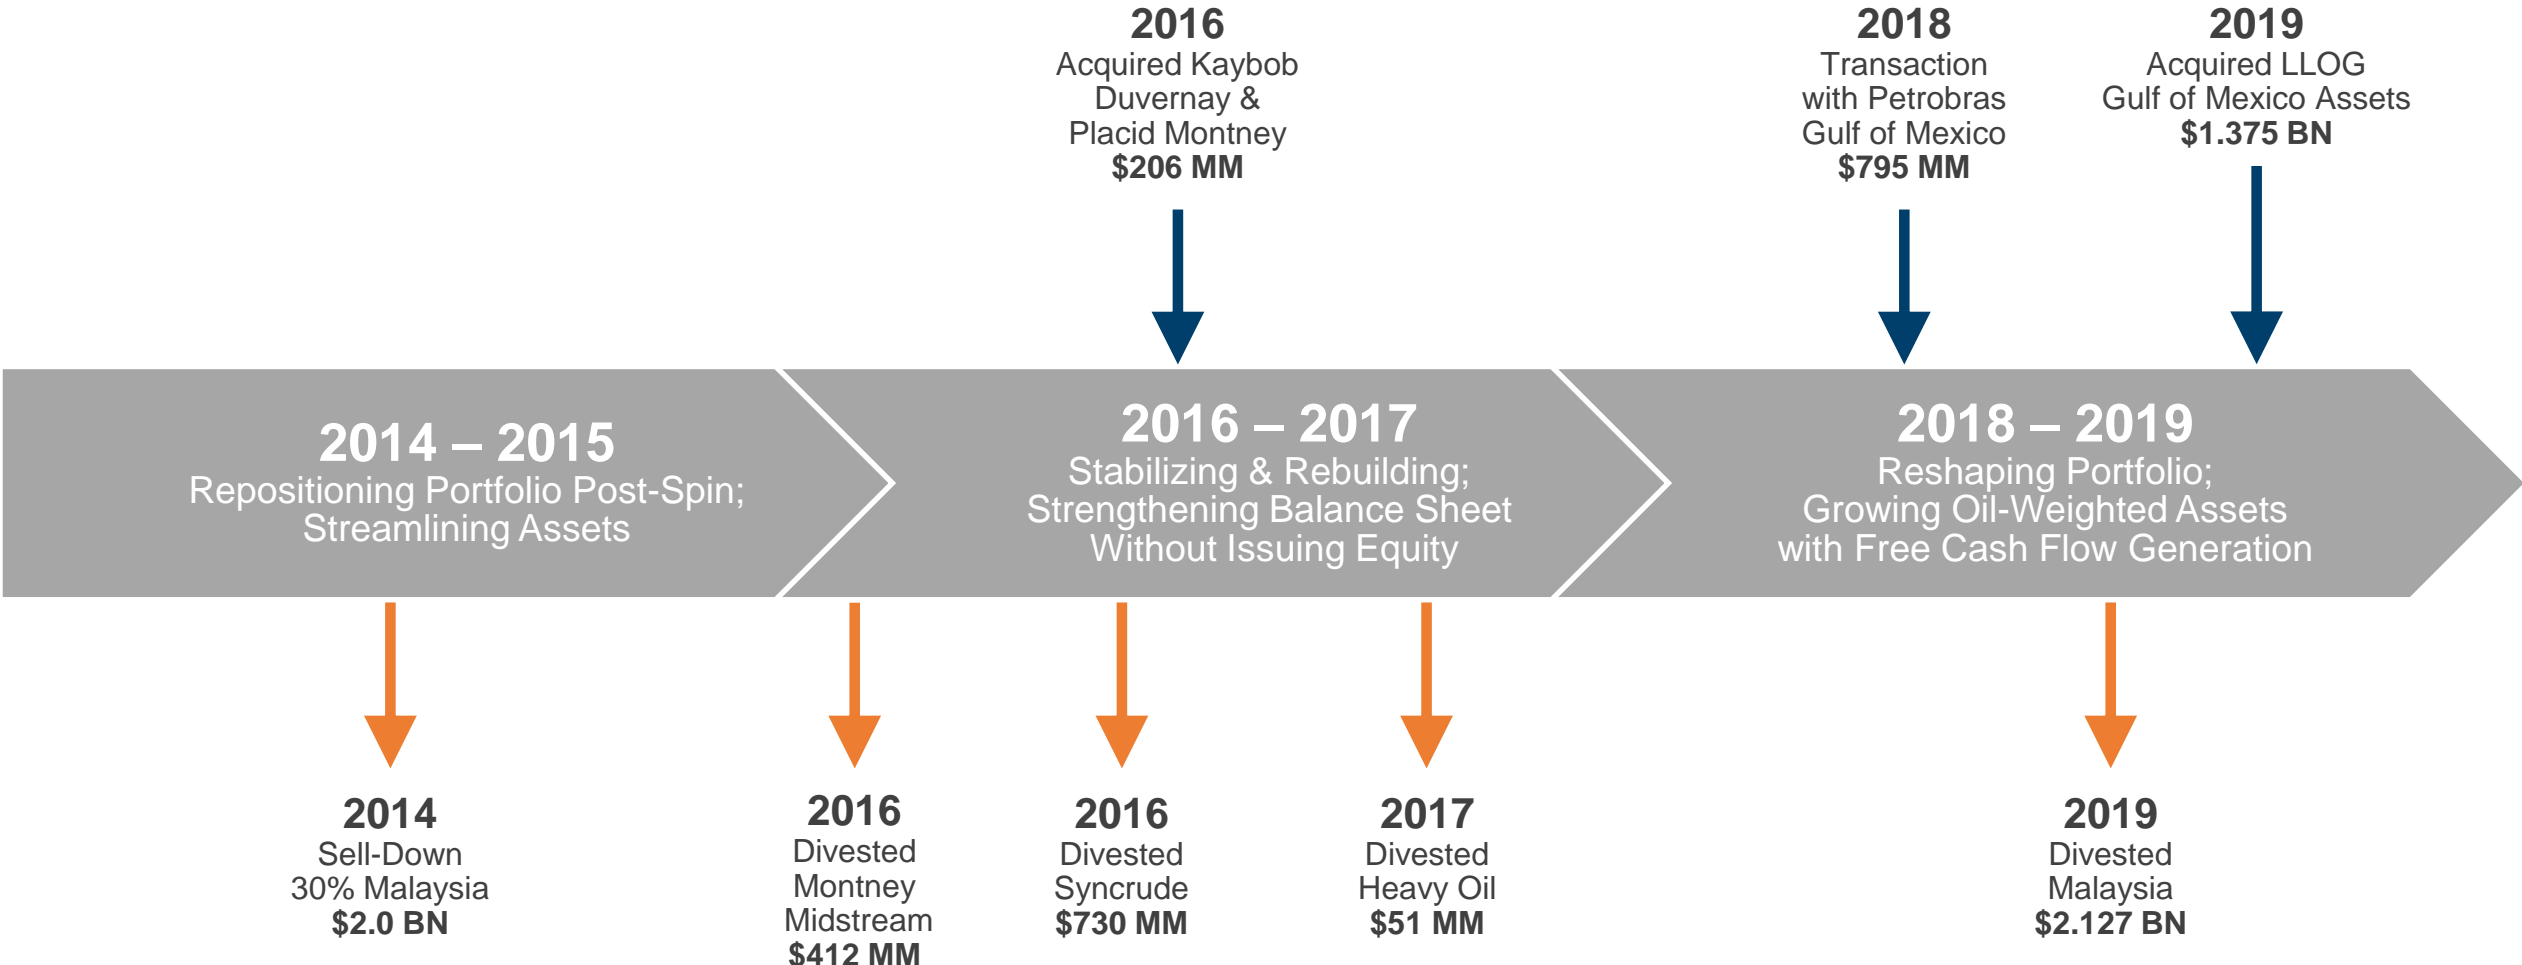 2016
Acquired Kaybob
Duvernay &
Placid Montney
$206 MM
2018
Transaction
with Petrobras
Gulf of Mexico
$795 MM
2019
Acquired LLOG
Gulf of Mexico Assets
$1.375 BN
2014 – 2015
Repositioning Portfolio Post-Spin;
Streamlining Assets
2016 – 2017
Stabilizing & Rebuilding;
Strengthening Balance Sheet
Without Issuing Equity
2018 – 2019
Reshaping Portfolio;
Growing Oil-Weighted Assets
with Free Cash Flow Generation
2014
Sell-Down
30% Malaysia
$2.0 BN
2016
Divested
Montney
Midstream
$412 MM
2016
Divested
Syncrude
$730 MM
2017
Divested
Heavy Oil
$51 MM
2019
Divested
Malaysia
$2.127 BN